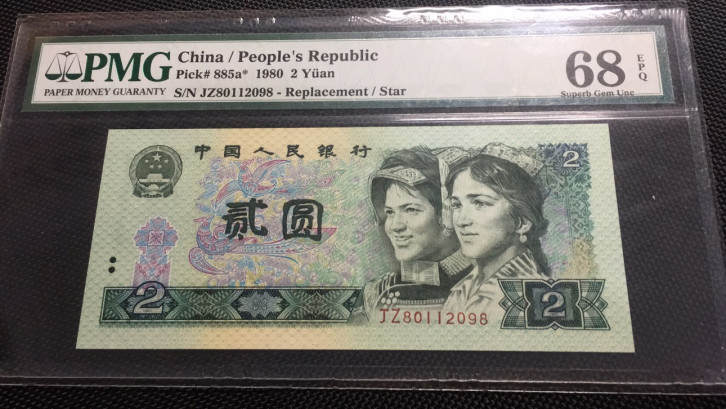 PMG
PAPER MONEY GUARANTY
China / People's Republic
Pick# 885a* 1980 2 Yüan
S/N JZ80112098 - Replacement / Star
68 EPQ
Superb Gem Unc
中国人民银行
2
贰圆
2
2
JZ80112098